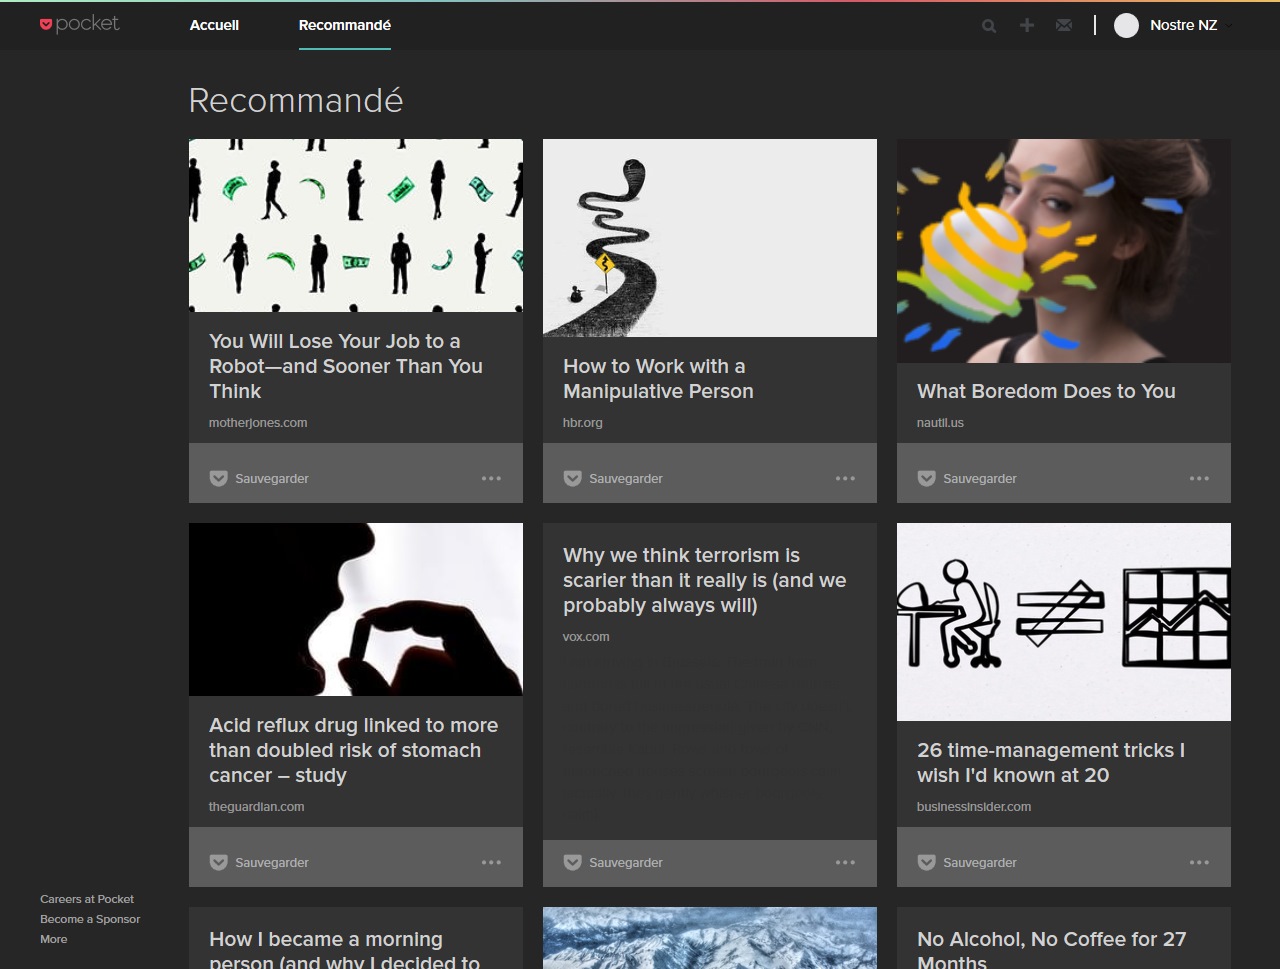 pocket
Accueil
Recommandé
Nostre NZ
Recommandé
You Will Lose Your Job to a
Robot—and Sooner Than You
Think
motherjones.com
Sauvegarder
How to Work with a
Manipulative Person
hbr.org
Sauvegarder
What Boredom Does to You
nautil.us
Sauvegarder
Acid reflux drug linked to more
than doubled risk of stomach
cancer – study
theguardian.com
Sauvegarder
Why we think terrorism is
scarier than it really is (and we
probably always will)
vox.com
Sauvegarder
26 time-management tricks I
wish I'd known at 20
businessinsider.com
Sauvegarder
Careers at Pocket
Become a Sponsor
More
How I became a morning
person (and why I decided to
No Alcohol, No Coffee for 27
Months